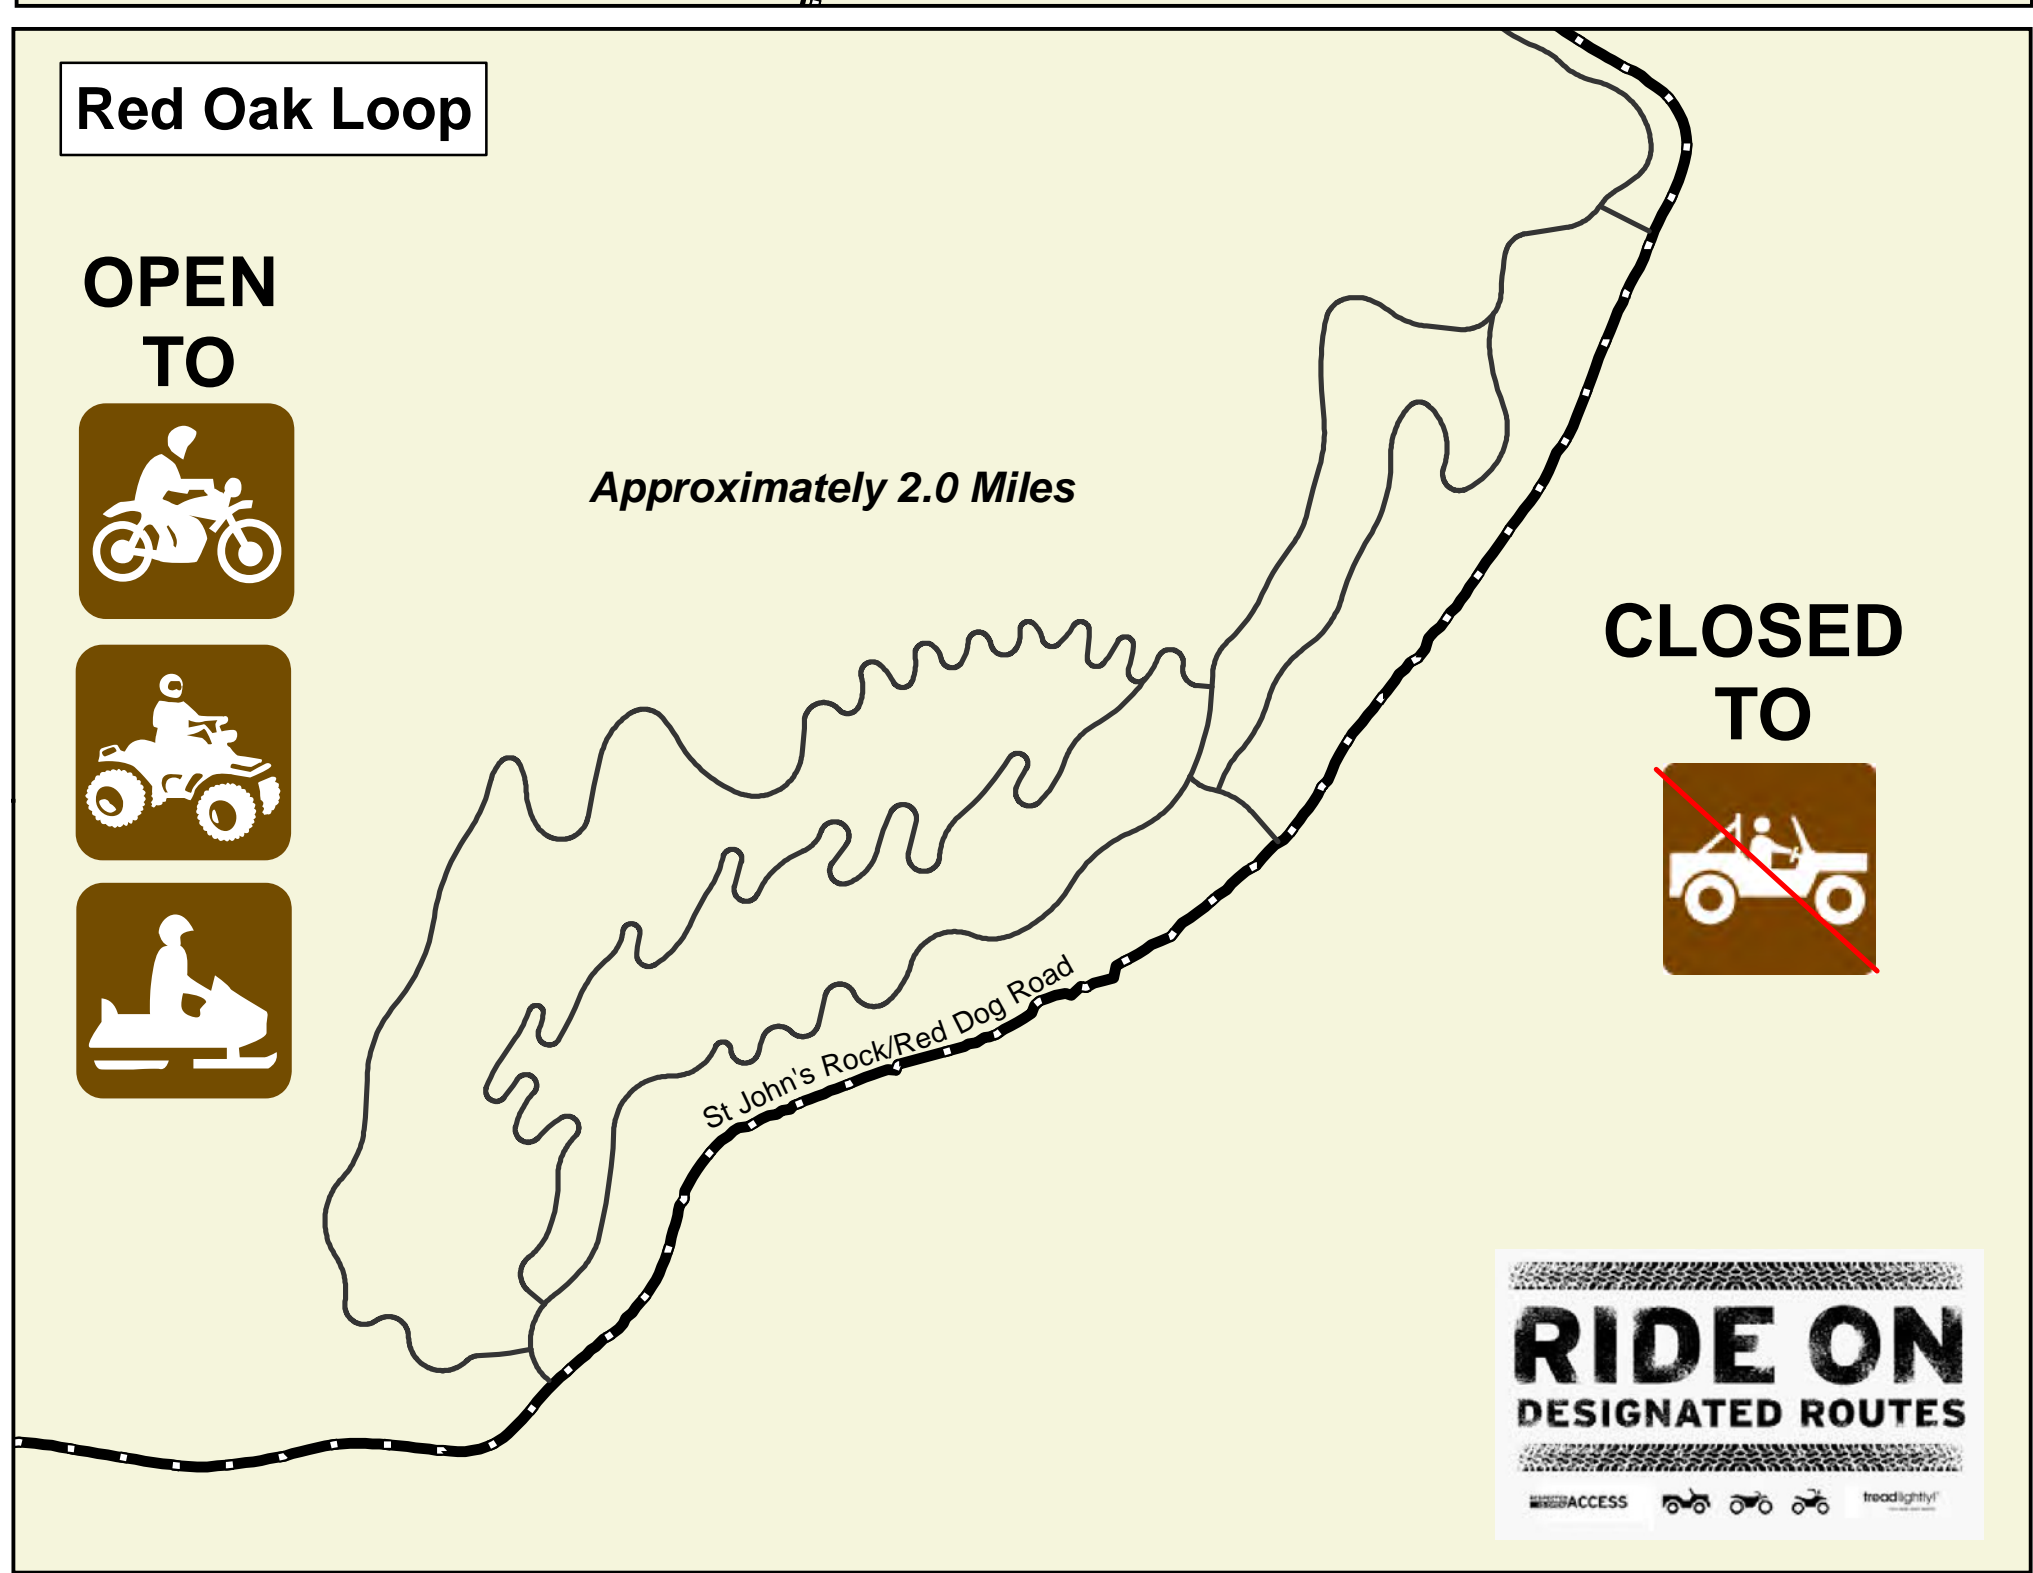 Red Oak Loop
OPEN
TO
Approximately 2.0 Miles
CLOSED
TO
St John's Rock/Red Dog Road
RIDE ON
DESIGNATED ROUTES
ACCESS
treadlightly!